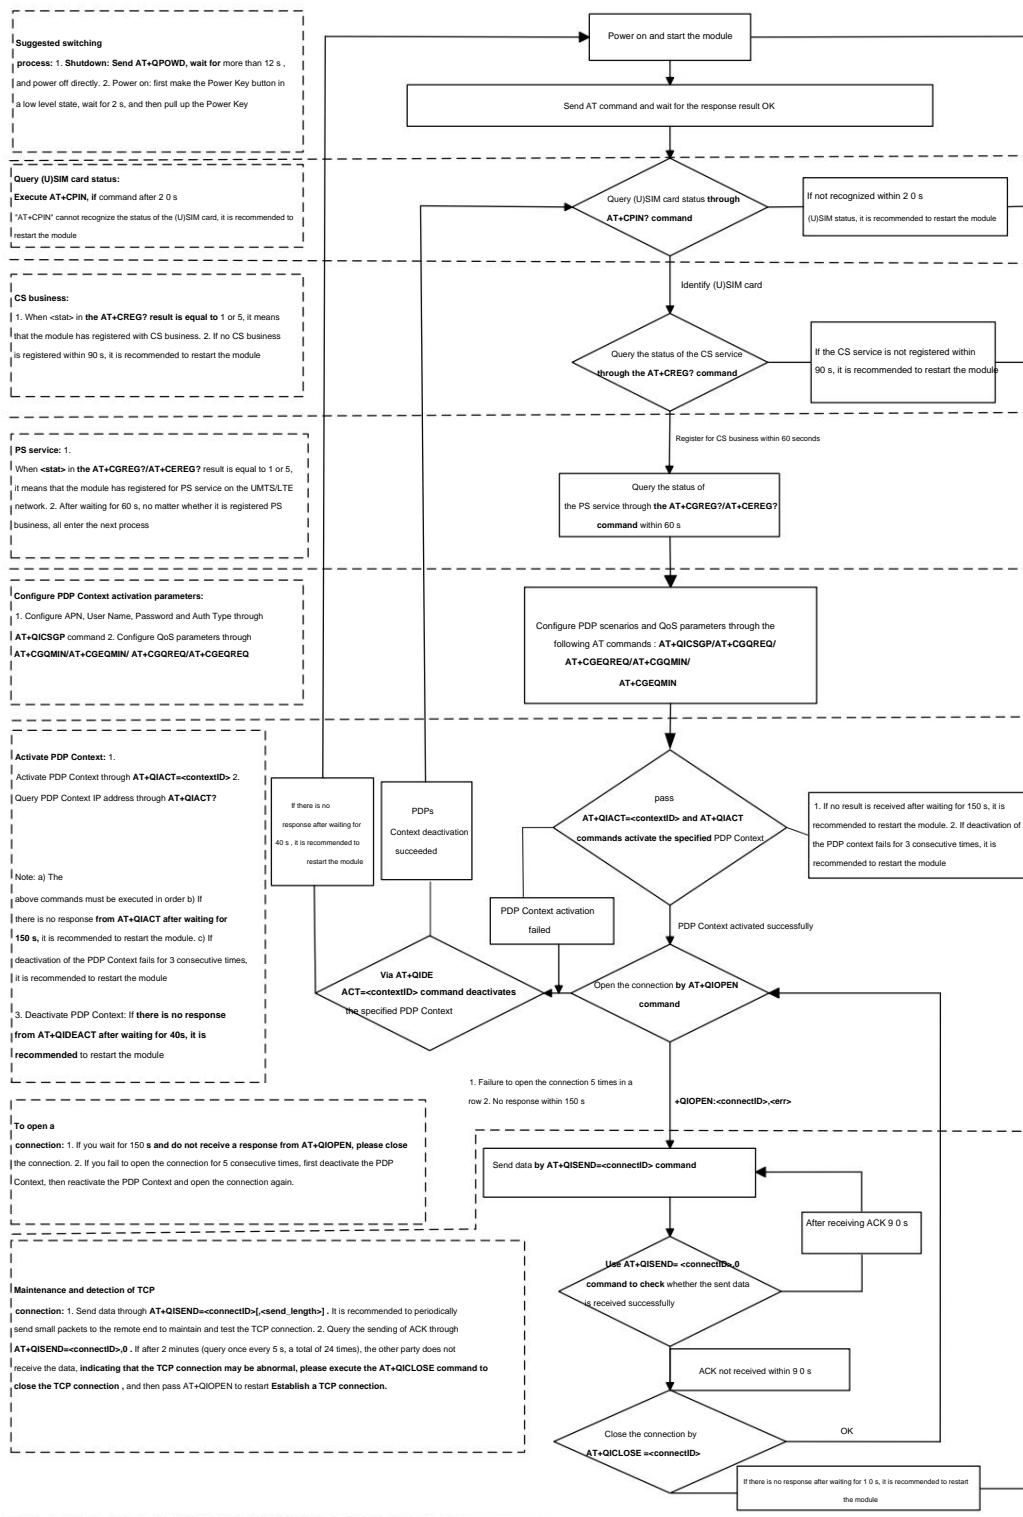 Suggested switching
process: 1. Shutdown: Send AT+QPOWD, wait for more than 12 s ,
and power off directly. 2. Power on: first make the Power Key button in
a low level state, wait for 2 s, and then pull up the Power Key
Power on and start the module
Send AT command and wait for the response result OK
Query (U)SIM card status:
Execute AT+CPIN, if command after 2 0 s
"AT+CPIN" cannot recognize the status of the (U)SIM card, it is recommended to
restart the module
Query (U)SIM card status through
AT+CPIN? command
If not recognized within 2 0 s
(U)SIM status, it is recommended to restart the module
Identify (U)SIM card
CS business:
1. When <stat> in the AT+CREG? result is equal to 1 or 5, it means
that the module has registered with CS business. 2. If no CS business
is registered within 90 s, it is recommended to restart the module
Query the status of the CS service
through the AT+CREG? command
If the CS service is not registered within
90 s, it is recommended to restart the module
Register for CS business within 60 seconds
PS service: 1.
When <stat> in the AT+CGREG?/AT+CEREG? result is equal to 1 or 5,
it means that the module has registered for PS service on the UMTS/LTE
network. 2. After waiting for 60 s, no matter whether it is registered PS
business, all enter the next process
Query the status of
the PS service through the AT+CGREG?/AT+CEREG?
command within 60 s
Configure PDP Context activation parameters:
1. Configure APN, User Name, Password and Auth Type through
AT+QICSGP command 2. Configure QoS parameters through
AT+CGQMIN/AT+CGEQMIN/ AT+CGQREQ/AT+CGEQREQ
Configure PDP scenarios and QoS parameters through the
following AT commands : AT+QICSGP/AT+CGQREQ/
AT+CGEQREQ/AT+CGQMIN/
AT+CGEQMIN
Activate PDP Context: 1.
Activate PDP Context through AT+QIACT=<contextID> 2.
Query PDP Context IP address through AT+QIACT?
Note: a) The
above commands must be executed in order b) If
there is no response from AT+QIACT after waiting for
150 s, it is recommended to restart the module. c) If
deactivation of the PDP Context fails for 3 consecutive times,
it is recommended to restart the module
3. Deactivate PDP Context: If there is no response
from AT+QIDEACT after waiting for 40s, it is
recommended to restart the module
If there is no
response after waiting for
40 s , it is recommended to
restart the module
PDPs
Context deactivation
succeeded
pass
AT+QIACT=<contextID> and AT+QIACT
commands activate the specified PDP Context
1. If no result is received after waiting for 150 s, it is
recommended to restart the module. 2. If deactivation of
the PDP context fails for 3 consecutive times, it is
recommended to restart the module
PDP Context activation
failed
PDP Context activated successfully
Via AT+QIDE
ACT=<contextID> command deactivates
the specified PDP Context
Open the connection by AT+QIOPEN
command
1. Failure to open the connection 5 times in a
row 2. No response within 150 s
+QIOPEN:<connectID>,<err>
To open a
connection: 1. If you wait for 150 s and do not receive a response from AT+QIOPEN, please close
the connection. 2. If you fail to open the connection for 5 consecutive times, first deactivate the PDP
Context, then reactivate the PDP Context and open the connection again.
Send data by AT+QISEND=<connectID> command
After receiving ACK 9 0 s
Use AT+QISEND= <connectID>,0
command to check whether the sent data
is received successfully
Maintenance and detection of TCP
connection: 1. Send data through AT+QISEND=<connectID>[,<send_length>] . It is recommended to periodically
send small packets to the remote end to maintain and test the TCP connection. 2. Query the sending of ACK through
AT+QISEND=<connectID>,0 . If after 2 minutes (query once every 5 s, a total of 24 times), the other party does not
receive the data, indicating that the TCP connection may be abnormal, please execute the AT+QICLOSE command to
close the TCP connection , and then pass AT+QIOPEN to restart Establish a TCP connection.
ACK not received within 9 0 s
Close the connection by
AT+QICLOSE =<connectID>
OK
If there is no response after waiting for 1 0 s, it is recommended to restart
the module